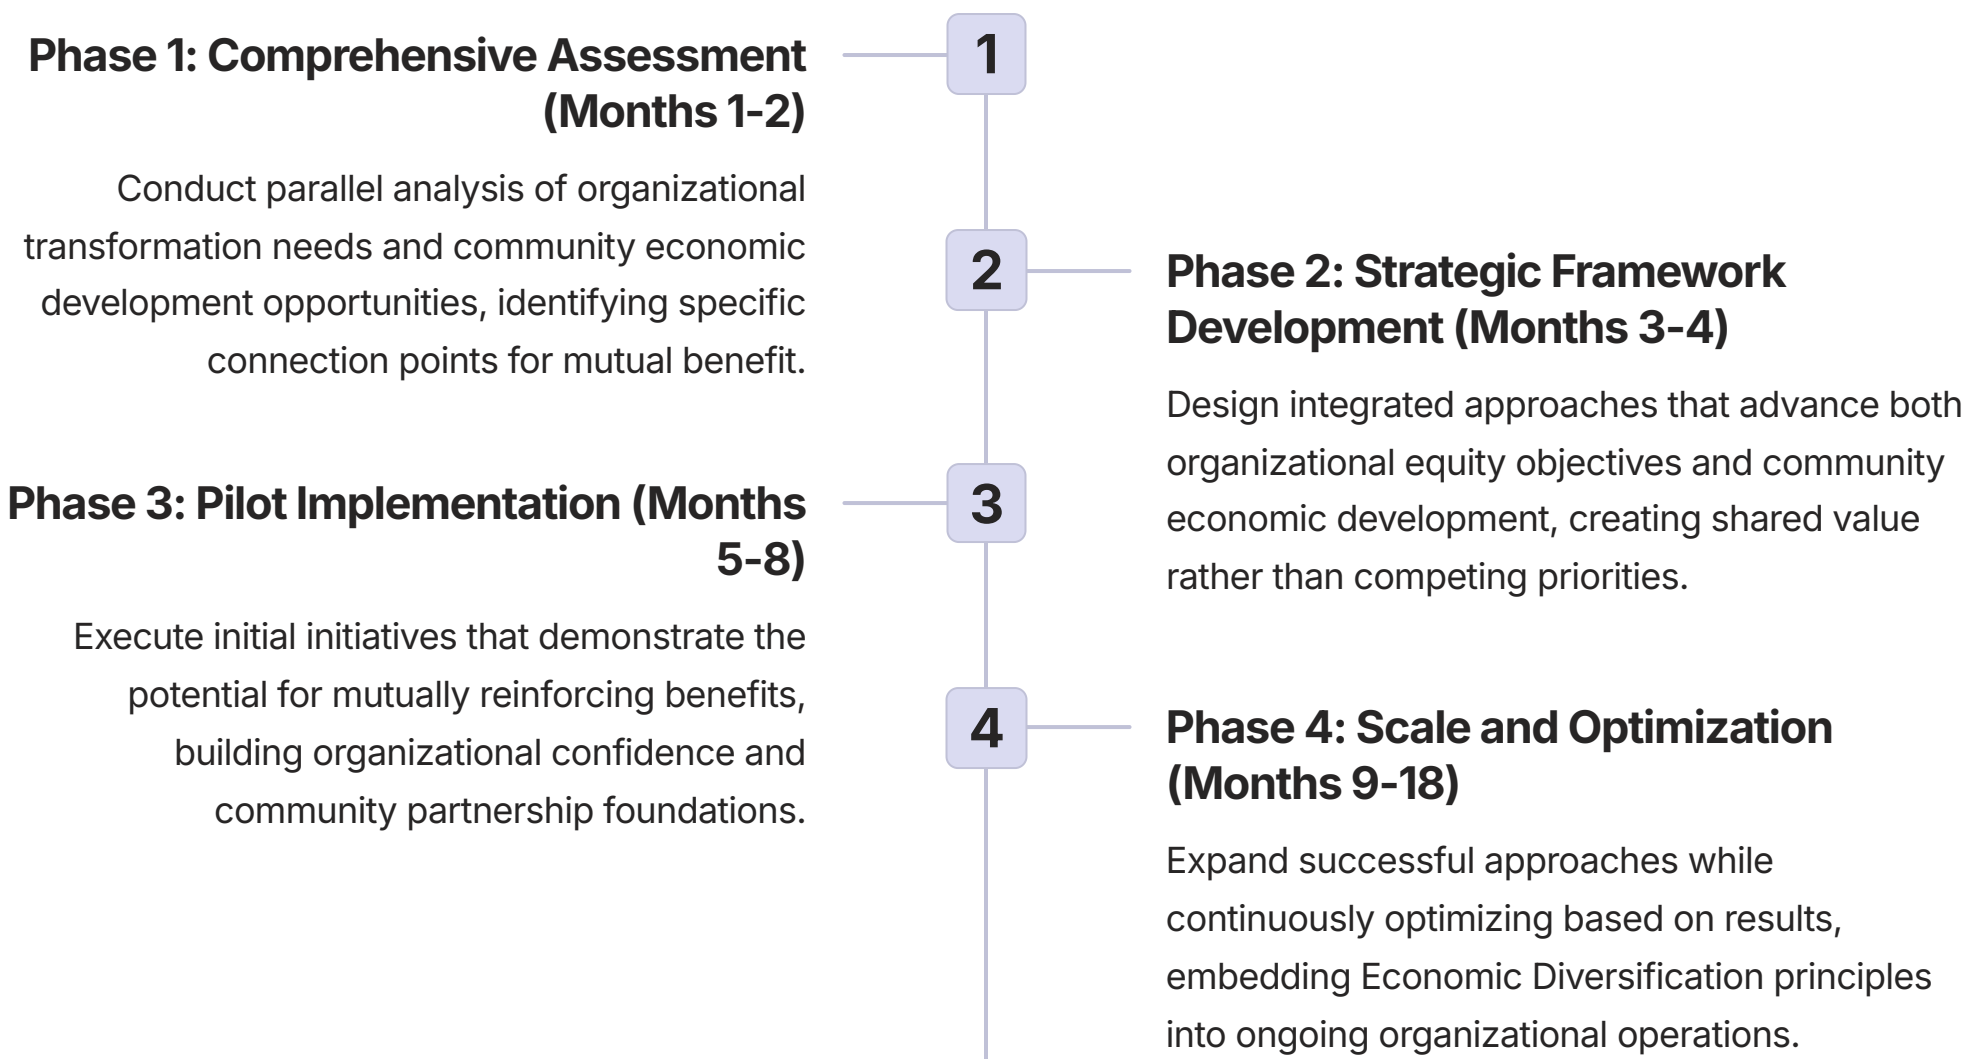 1
Phase 1: Comprehensive Assessment
(Months 1-2)
Conduct parallel analysis of organizational
transformation needs and community economic
development opportunities, identifying specific
connection points for mutual benefit.
2
Phase 2: Strategic Framework
Development (Months 3-4)
Design integrated approaches that advance both
organizational equity objectives and community
economic development, creating shared value
rather than competing priorities.
3
Phase 3: Pilot Implementation (Months
5-8)
Execute initial initiatives that demonstrate the
potential for mutually reinforcing benefits,
building organizational confidence and
community partnership foundations.
4
Phase 4: Scale and Optimization
(Months 9-18)
Expand successful approaches while
continuously optimizing based on results,
embedding Economic Diversification principles
into ongoing organizational operations.